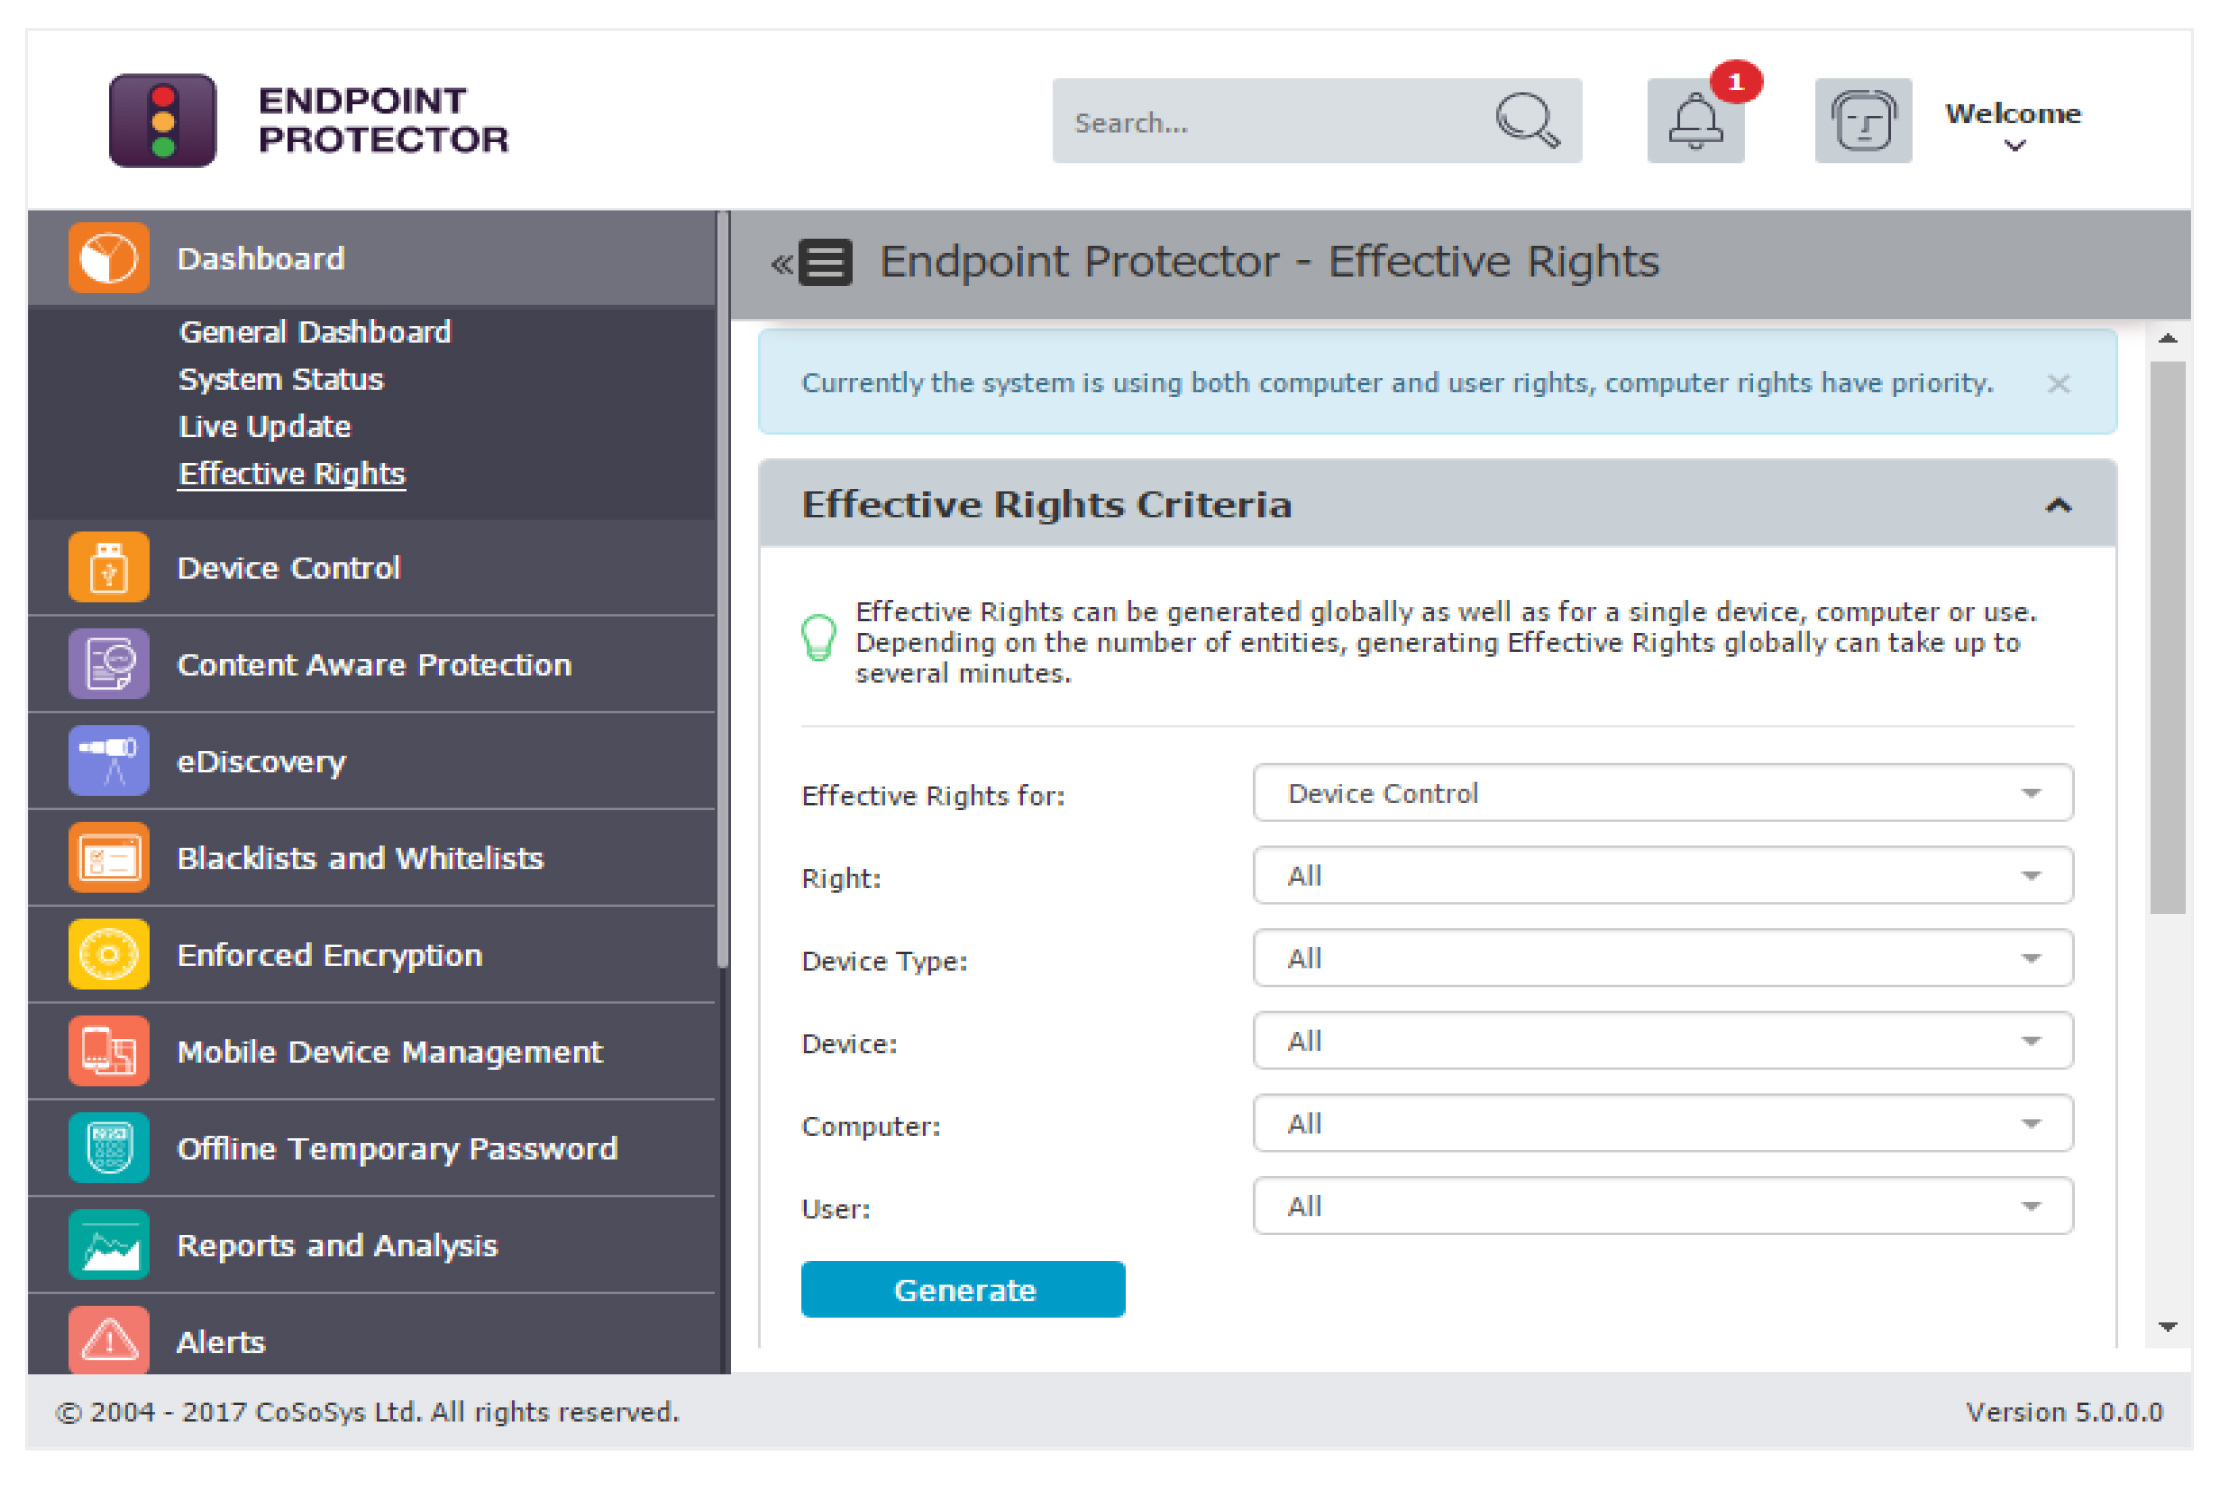 ENDPOINT
PROTECTOR
Search...
1
Welcome
Dashboard
General Dashboard
System Status
Live Update
Effective Rights
Device Control
Content Aware Protection
eDiscovery
Blacklists and Whitelists
Enforced Encryption
Mobile Device Management
Offline Temporary Password
Reports and Analysis
Alerts
« Endpoint Protector - Effective Rights
Currently the system is using both computer and user rights, computer rights have priority. ×
Effective Rights Criteria
Effective Rights can be generated globally as well as for a single device, computer or use.
Depending on the number of entities, generating Effective Rights globally can take up to
several minutes.
Effective Rights for: Device Control
Right: All
Device Type: All
Device: All
Computer: All
User: All
Generate
© 2004 - 2017 CoSoSys Ltd. All rights reserved.
Version 5.0.0.0